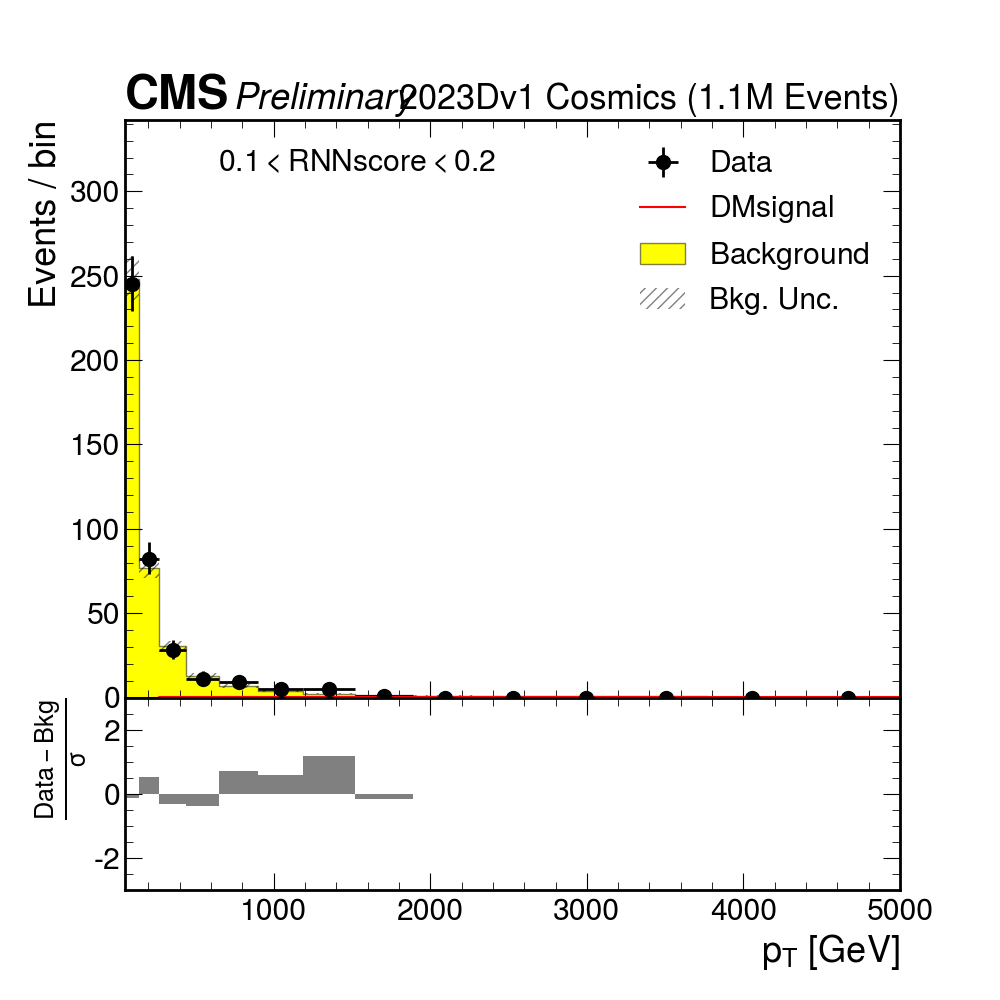 CMS Preliminary 2023Dv1 Cosmics (1.1M Events)
Events / bin
0.1 < RNNscore < 0.2
Data
DMsignal
Background
Bkg. Unc.
300
250
200
150
100
50
0
Data – Bkg
σ
2
0
-2
1000 2000 3000 4000 5000
pT [GeV]